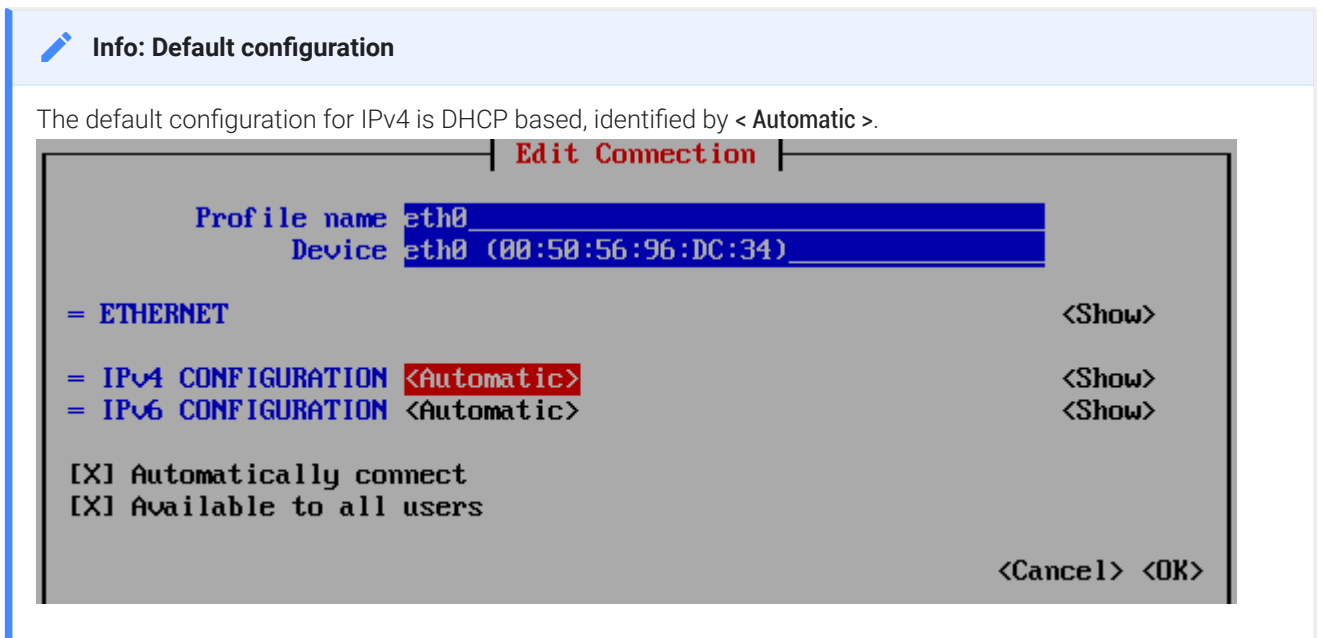 Info: Default configuration
The default configuration for IPv4 is DHCP based, identified by < Automatic >.
Edit Connection
Profile name eth0
Device eth0 (00:50:56:96:DC:34)
= ETHERNET <Show>
= IPv4 CONFIGURATION <Automatic> <Show>
= IPv6 CONFIGURATION <Automatic> <Show>
[X] Automatically connect
[X] Available to all users
<Cancel> <OK>